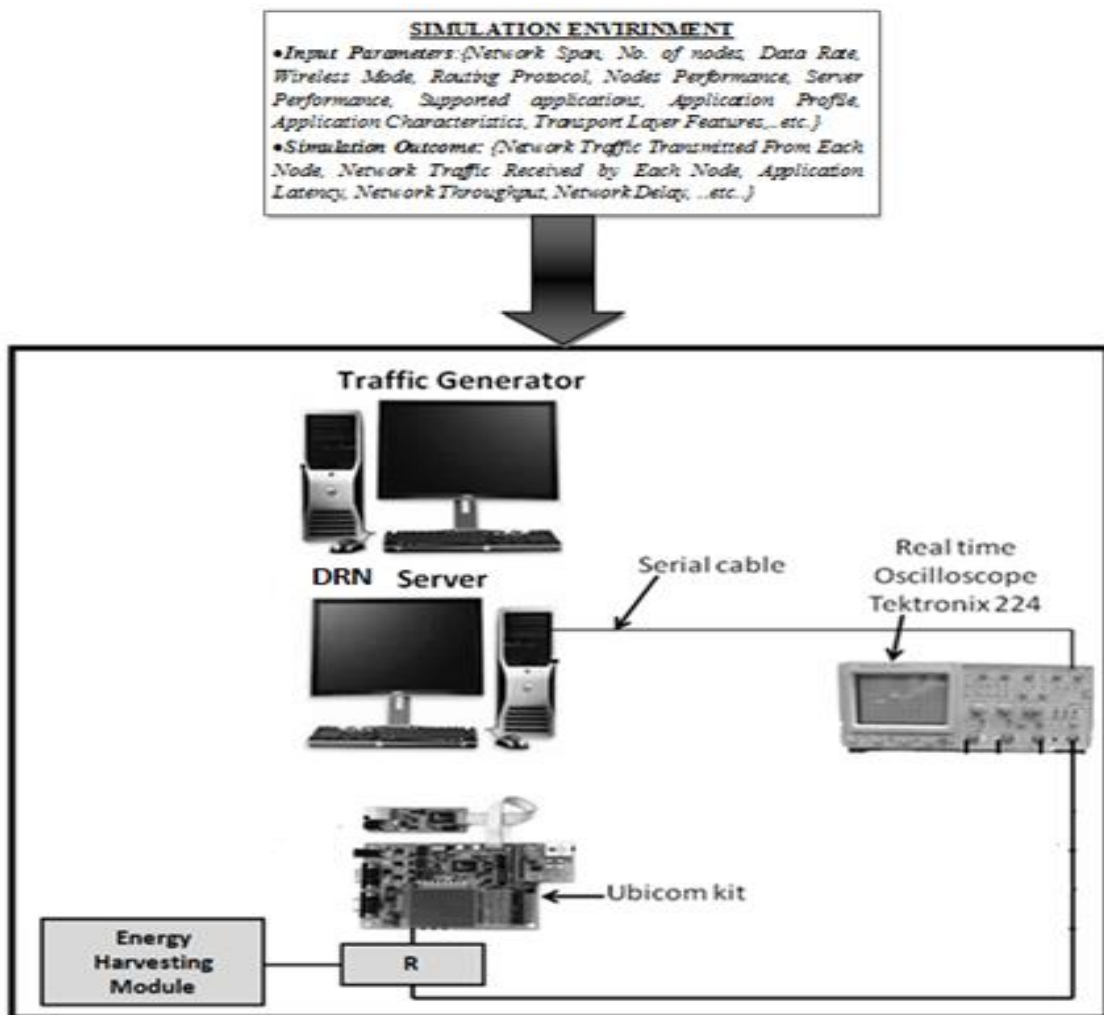 SIMULATION ENVIRINMENT
•Input Parameters:{Network Span, No. of nodes, Data Rate,
Wireless Mode, Routing Protocol, Nodes Performance, Server
Performance, Supported applications, Application Profile,
Application Characteristics, Transport Layer Features,...etc.}
•Simulation Outcome: {Network Traffic Transmitted From Each
Node, Network Traffic Received by Each Node, Application
Latency, Network Throughput, Network Delay, ...etc..}
Traffic Generator
DRN Server
Serial cable
Real time
Oscilloscope
Tektronix 224
Ubicom kit
Energy
Harvesting
Module
R